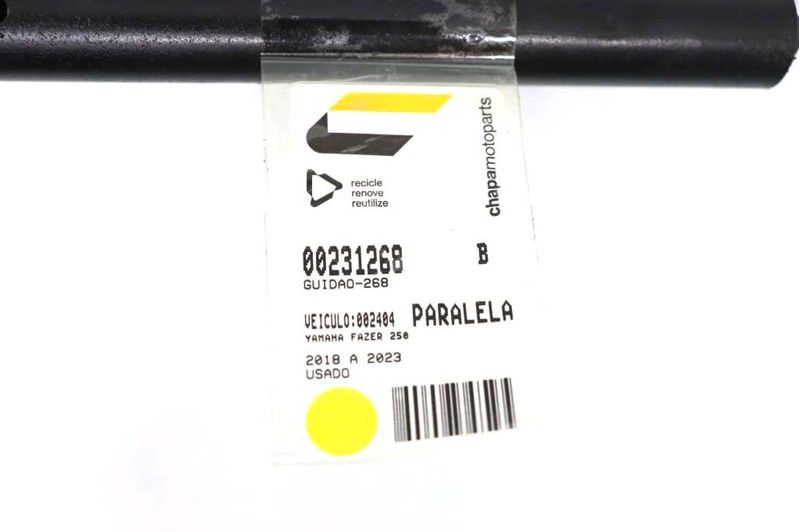 recicle
renove
reutilize
chapamotoparts
00231268 B
GUIDAO-268
VEICULO:002404 PARALELA
YAMAHA FAZER 250
2018 A 2023
USADO